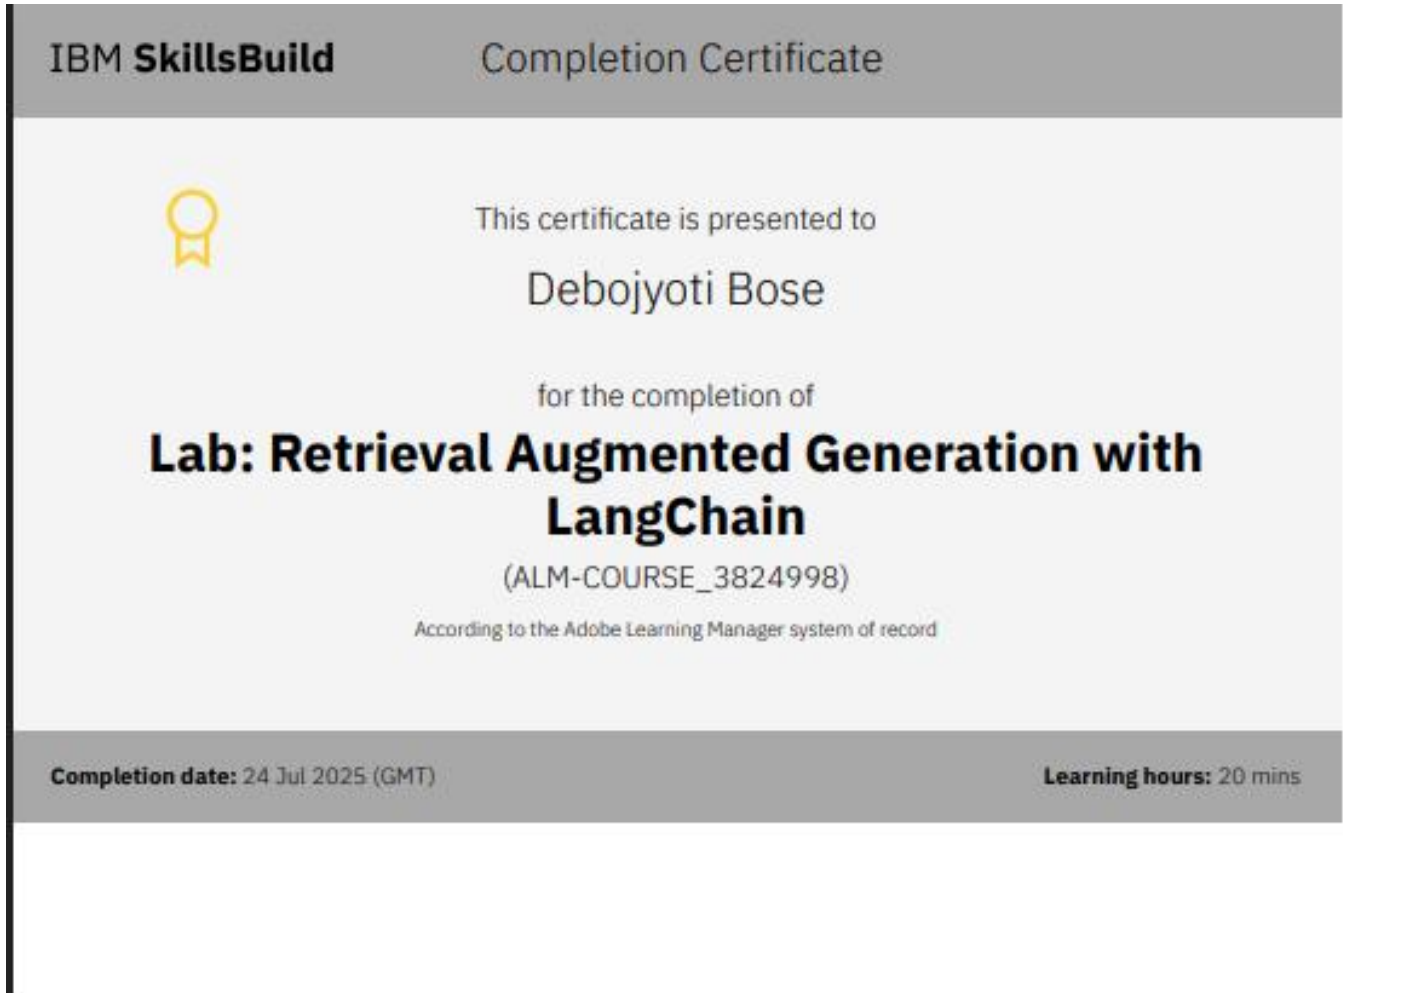 IBM SkillsBuild
Completion Certificate
This certificate is presented to
Debojyoti Bose
for the completion of
Lab: Retrieval Augmented Generation with
LangChain
(ALM-COURSE_3824998)
According to the Adobe Learning Manager system of record
Completion date: 24 Jul 2025 (GMT)
Learning hours: 20 mins